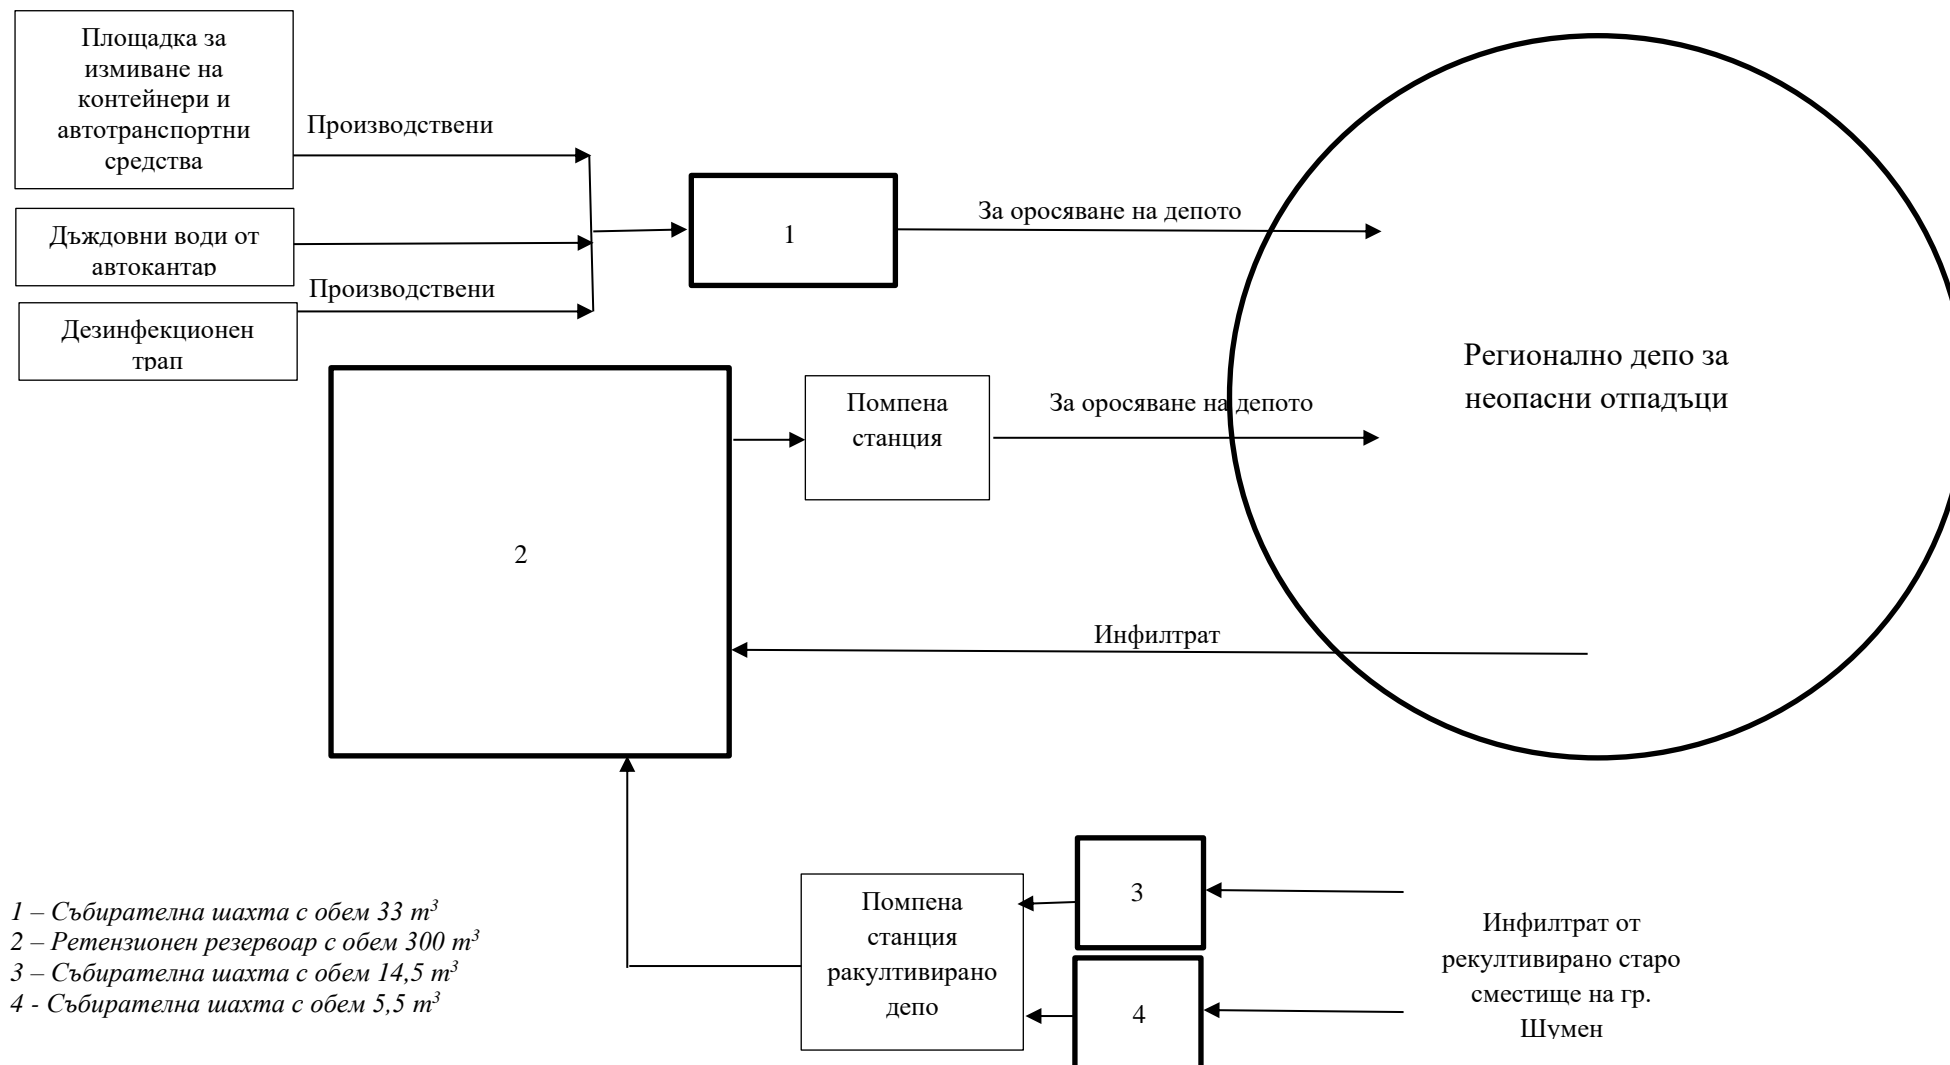 Площадка за
измиване на
контейнери и
автотранспортни
средства
Производствени
Дъждовни води от
автокантар
Производствени
Дезинфекционен
трап
1
За оросяване на депото
Регионално депо за
неопасни отпадъци
2
Помпена
станция
За оросяване на депото
Инфилтрат
1 – Събирателна шахта с обем 33 m³
2 – Ретензионен резервоар с обем 300 m³
3 – Събирателна шахта с обем 14,5 m³
4 - Събирателна шахта с обем 5,5 m³
Помпена
станция
ракултивирано
депо
3
4
Инфилтрат от
рекултивирано старо
сметище на гр.
Шумен